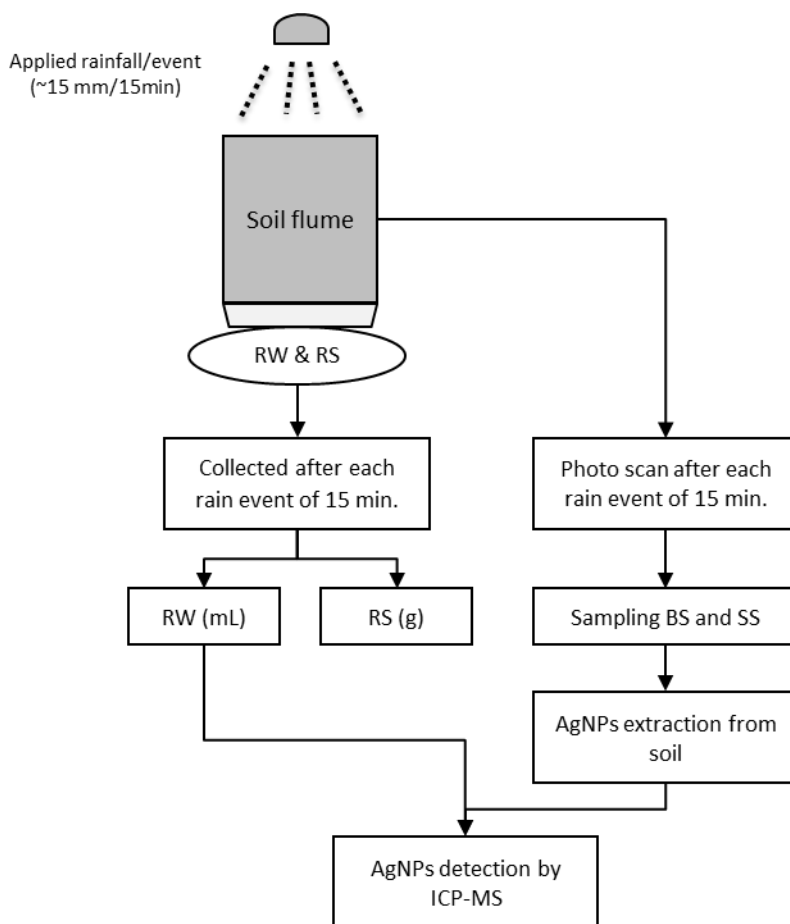 Applied rainfall/event
(~15 mm/15min)
Soil flume
RW & RS
Collected after each
rain event of 15 min.
Photo scan after each
rain event of 15 min.
RW (mL)
RS (g)
Sampling BS and SS
AgNPs extraction from
soil
AgNPs detection by
ICP-MS